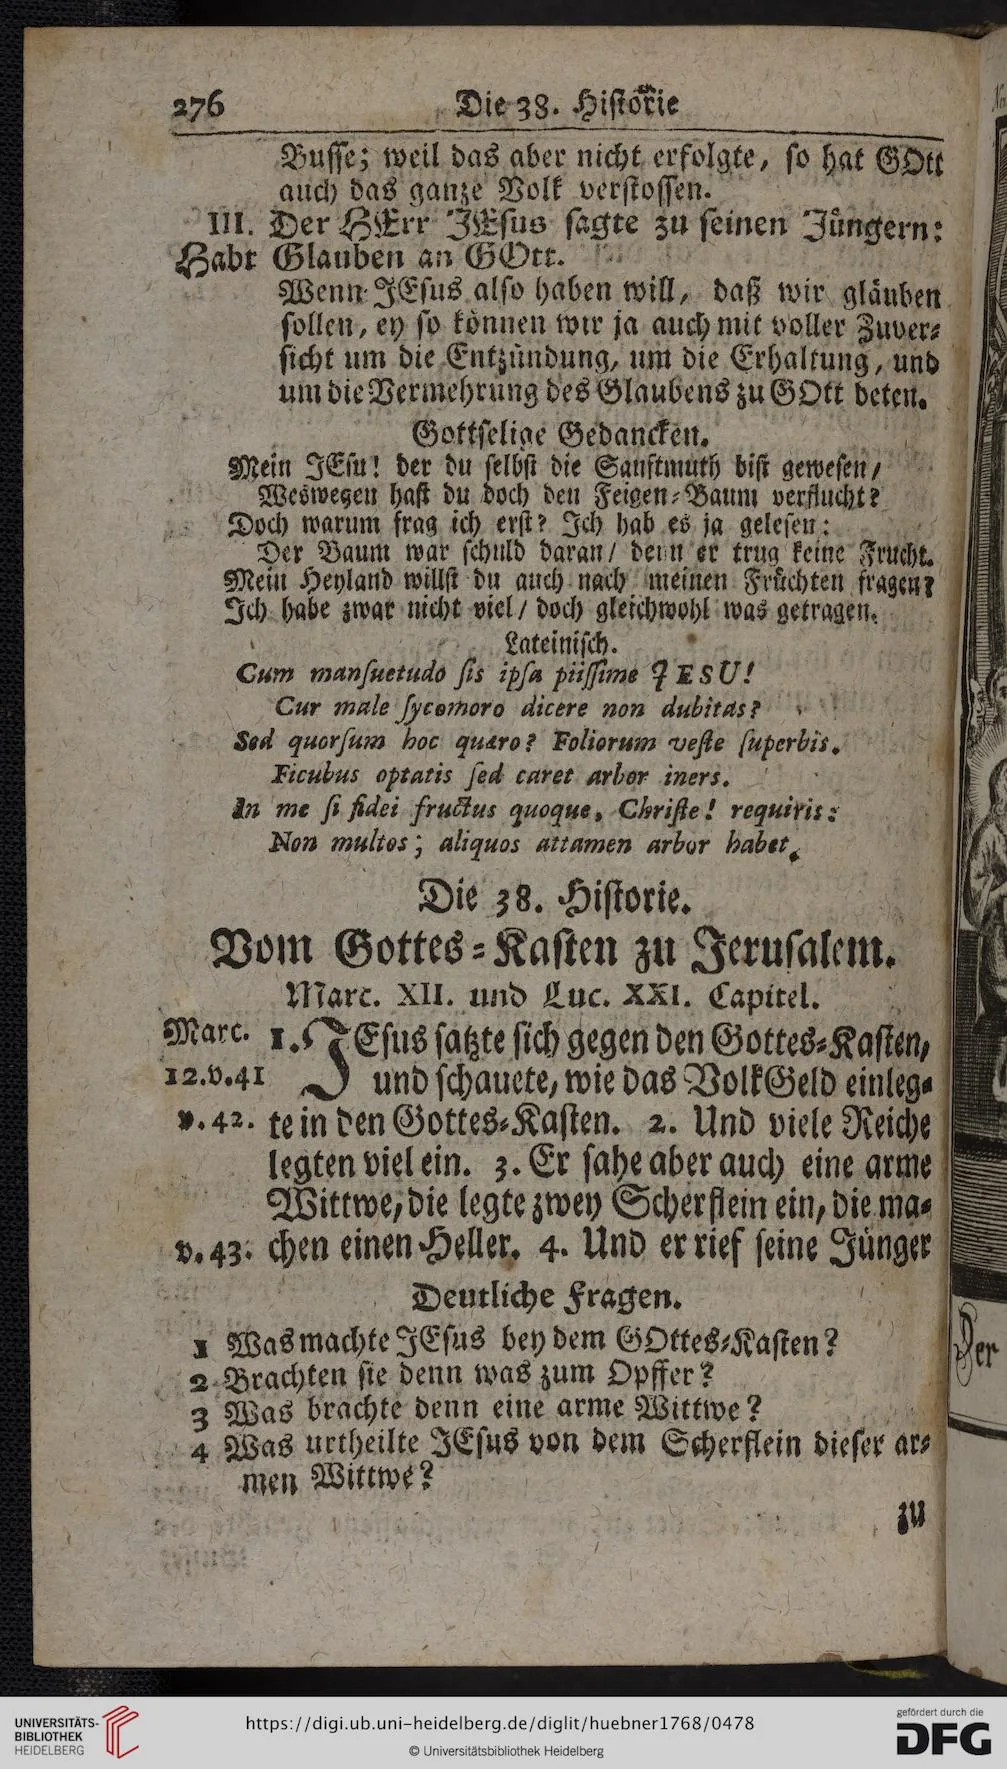 276 Die 38. Historie
Busse; weil das aber nicht erfolgte, so hat GOtt
auch das gantze Volk verstossen.
III. Der HErr JEsus sagte zu seinen Jüngern:
Habt Glauben an GOtt.
Wenn JEsus also haben will, daß wir gläuben
sollen, ey so können wir ja auch mit voller Zuver-
sicht um die Entzündung, um die Erhaltung, und
um die Vermehrung des Glaubens zu GOtt beten.
Gottselige Gedancken.
Mein JEsu! der du selbst die Sanftmuth bist gewesen/
Weswegen hast du doch den Feigen-Baum verflucht?
Doch warum frag ich erst? Ich hab es ja gelesen:
Der Baum war schuld daran/ denn er trug keine Frucht.
Mein Heyland willst du auch nach meinen Früchten fragen?
Ich habe zwar nicht viel/ doch gleichwohl was getragen.
Lateinisch.
Cum mansuetudo sis ipsa piissime JESU!
Cur male sycomoro dicere non dubitas?
Sed quorsum hoc quæro? Foliorum veste superbis.
Ficubus optatis sed caret arbor iners.
In me si fidei fructus quoque, Christe! requiris:
Non multos; aliquos attamen arbor habet.
Die 38. Historie.
Vom Gottes-Kasten zu Jerusalem.
Marc. XII. und Luc. XXI. Capitel.
Marc. 1. JEsus satzte sich gegen den Gottes-Kasten,
12.v.41 und schauete, wie das Volk Geld einleg-
v.42. te in den Gottes-Kasten. 2. Und viele Reiche
legten viel ein. 3. Er sahe aber auch eine arme
Wittwe, die legte zwey Scherflein ein, die ma-
v.43. chen einen Heller. 4. Und er rief seine Jünger
Deutliche Fragen.
1 Was machte JEsus bey dem GOttes-Kasten?
2 Brachten sie denn was zum Opffer?
3 Was brachte denn eine arme Wittwe?
4 Was urtheilte JEsus von dem Scherflein dieser ar-
men Wittwe?
zu
Der
UNIVERSITÄTS-
BIBLIOTHEK
HEIDELBERG
https://digi.ub.uni-heidelberg.de/diglit/huebner1768/0478
© Universitätsbibliothek Heidelberg
gefördert durch die
DFG